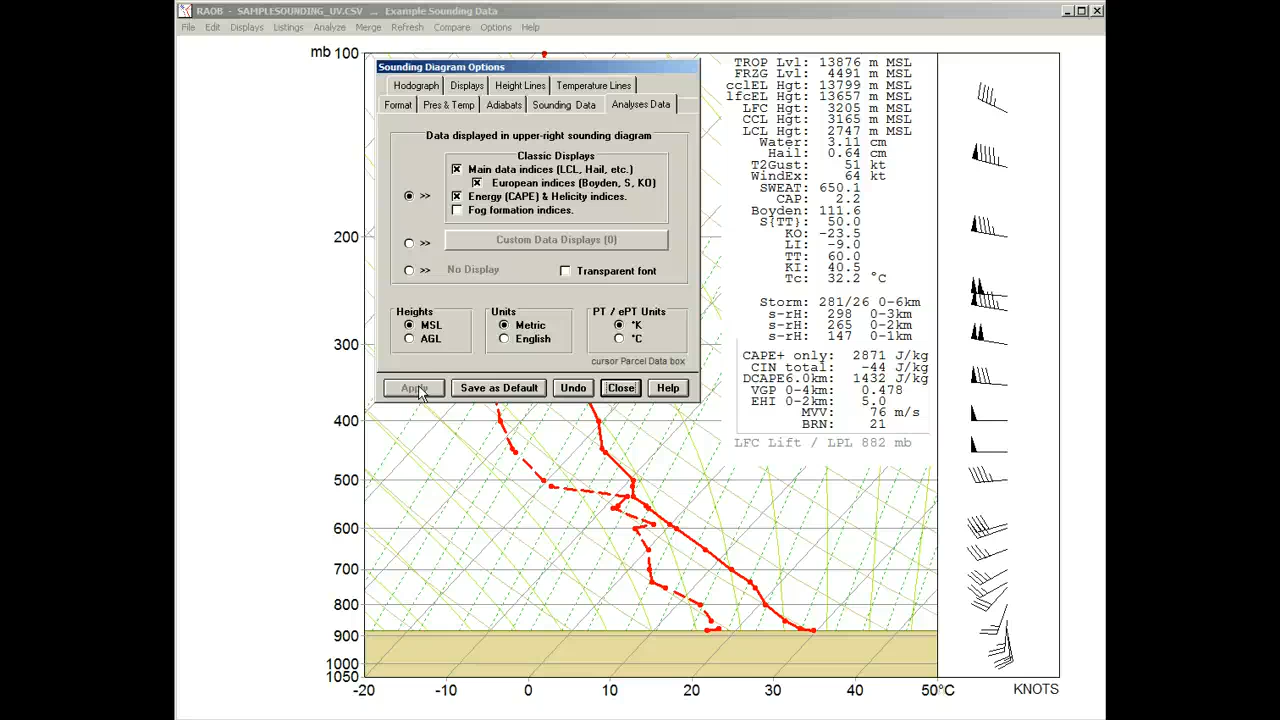 RAOB - SAMPLESOUNDING_UV.CSV ... Example Sounding Data
File Edit Displays Listings Analyze Merge Refresh Compare Options Help
mb 100
200
300
400
500
600
700
800
900
1000
1050
-20 -10 0 10 20 30 40 50°C KNOTS
Sounding Diagram Options
Hodograph Displays Height Lines Temperature Lines
Format Pres & Temp Adiabats Sounding Data Analyses Data
Data displayed in upper-right sounding diagram
Classic Displays
Main data indices (LCL, Hail, etc.)
European indices (Boyden, S, KO)
>> Energy (CAPE) & Helicity indices.
Fog formation indices.
>> Custom Data Displays (0)
>> No Display Transparent font
Heights Units PT / ePT Units
MSL Metric °K
AGL English °C
cursor Parcel Data box
Apply Save as Default Undo Close Help
TROP Lvl: 13876 m MSL
FRZG Lvl: 4491 m MSL
cclEL Hgt: 13799 m MSL
lfcEL Hgt: 13657 m MSL
LFC Hgt: 3205 m MSL
CCL Hgt: 3165 m MSL
LCL Hgt: 2747 m MSL
Water: 3.11 cm
Hail: 0.64 cm
T2Gust: 51 kt
WindEx: 64 kt
SWEAT: 650.1
CAP: 2.2
Boyden: 111.6
S{TT}: 50.0
KO: -23.5
LI: -9.0
TT: 60.0
KI: 40.5
Tc: 32.2 °C
Storm: 281/26 0-6km
s-rH: 298 0-3km
s-rH: 265 0-2km
s-rH: 147 0-1km
CAPE+ only: 2871 J/kg
CIN total: -44 J/kg
DCAPE6.0km: 1432 J/kg
VGP 0-4km: 0.478
EHI 0-2km: 5.0
MVV: 76 m/s
BRN: 21
LFC Lift / LPL 882 mb